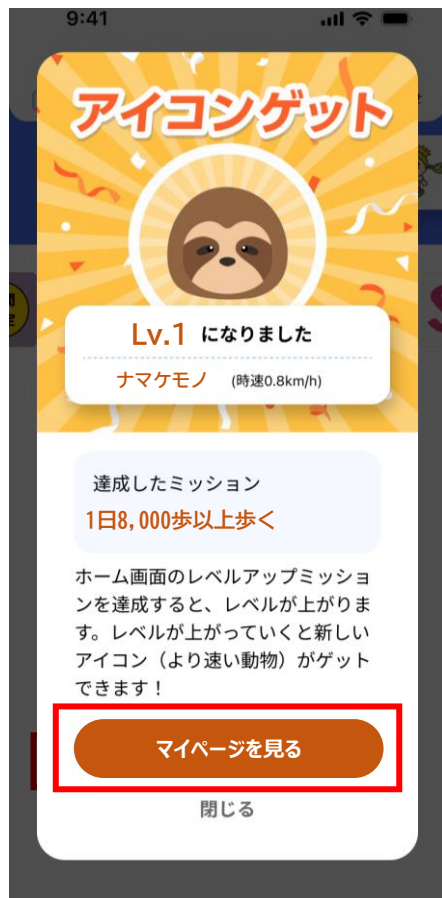 9:41
アイコンゲット
Lv.1 になりました
ナマケモノ (時速0.8km/h)
達成したミッション
1日8,000歩以上歩く
ホーム画面のレベルアップミッショ
ンを達成すると、レベルが上がりま
す。レベルが上がっていくと新しい
アイコン（より速い動物）がゲット
できます！
マイページを見る
閉じる